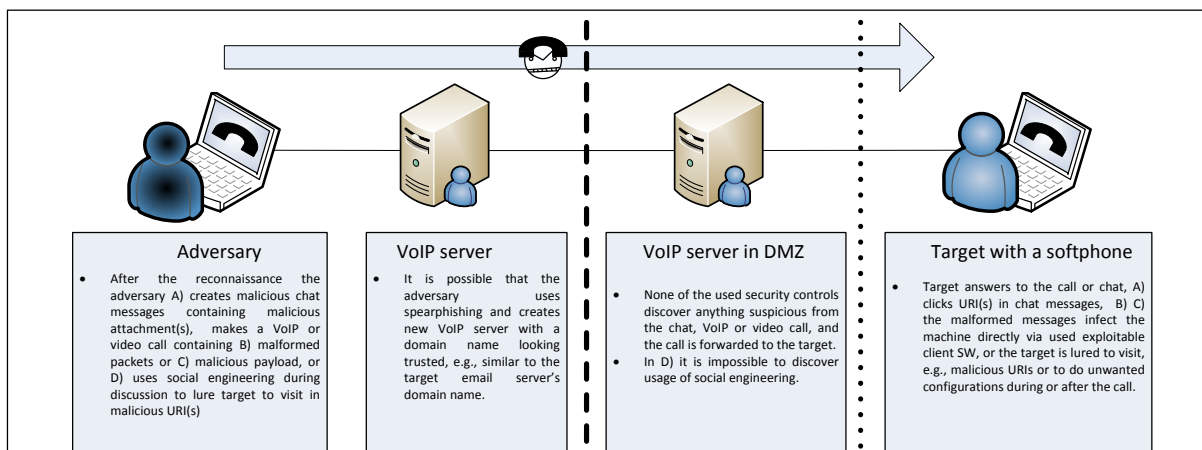 Adversary
• After the reconnaissance the
adversary A) creates malicious chat
messages containing malicious
attachment(s), makes a VoIP or
video call containing B) malformed
packets or C) malicious payload, or
D) uses social engineering during
discussion to lure target to visit in
malicious URI(s)
VoIP server
• It is possible that the
adversary uses
spearphishing and creates
new VoIP server with a
domain name looking
trusted, e.g., similar to the
target email server's
domain name.
VoIP server in DMZ
• None of the used security controls
discover anything suspicious from
the chat, VoIP or video call, and
the call is forwarded to the target.
• In D) it is impossible to discover
usage of social engineering.
Target with a softphone
• Target answers to the call or chat, A)
clicks URI(s) in chat messages, B) C)
the malformed messages infect the
machine directly via used exploitable
client SW, or the target is lured to visit,
e.g., malicious URIs or to do unwanted
configurations during or after the call.